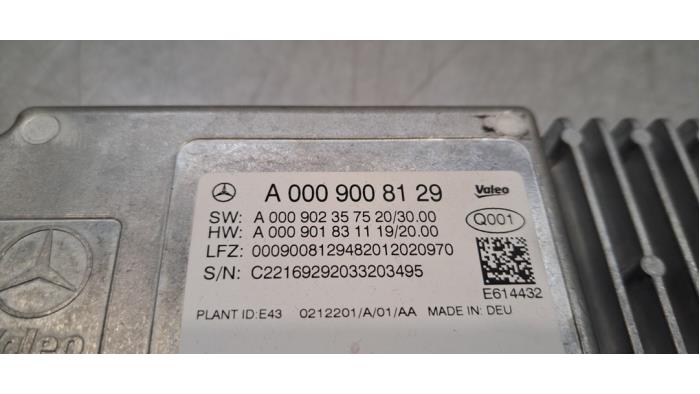 A 000 900 81 29
Valeo
SW: A 000 902 35 75 20/30.00
HW: A 000 901 83 11 19/20.00
Q001
LFZ: 0009008129482012020970
S/N: C22169292033203495
E614432
PLANT ID:E43 0212201/A/01/AA MADE IN: DEU
Valeo